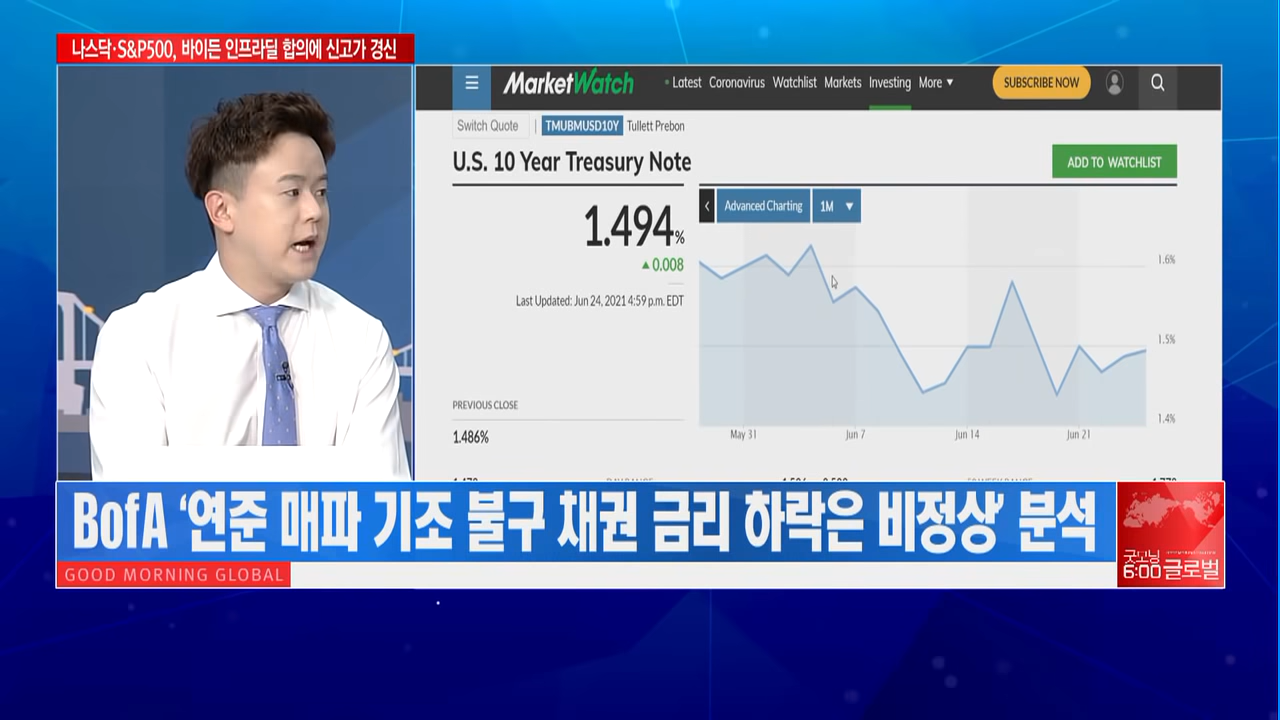 나스닥·S&P500, 바이든 인프라딜 합의에 신고가 경신
MarketWatch
Latest Coronavirus Watchlist Markets Investing More
SUBSCRIBE NOW
Switch Quote | TMUBMUSD10Y Tullett Prebon
U.S. 10 Year Treasury Note
ADD TO WATCHLIST
Advanced Charting 1M
1.494%
0.008
Last Updated: Jun 24, 2021 4:59 p.m. EDT
PREVIOUS CLOSE
1.486%
1.6%
1.5%
1.4%
May 31 Jun 7 Jun 14 Jun 21
BofA ‘연준 매파 기조 불구 채권 금리 하락은 비정상’ 분석
GOOD MORNING GLOBAL
굿모닝
6:00 글로벌